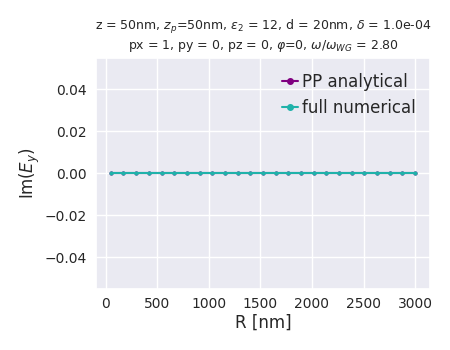 z = 50nm, z_p=50nm, ε₂ = 12, d = 20nm, δ = 1.0e-04
px = 1, py = 0, pz = 0, φ=0, ω/ω_WG = 2.80
PP analytical
full numerical
0.04
0.02
0.00
−0.02
−0.04
Im(E_y)
0 500 1000 1500 2000 2500 3000
R [nm]